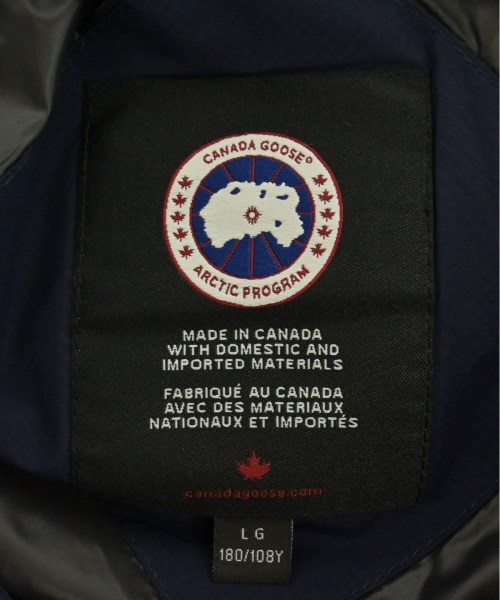 CANADA GOOSE®
ARCTIC PROGRAM
MADE IN CANADA
WITH DOMESTIC AND
IMPORTED MATERIALS
FABRIQUÉ AU CANADA
AVEC DES MATERIAUX
NATIONAUX ET IMPORTÉS
canadagoose.com
LG
180/108Y